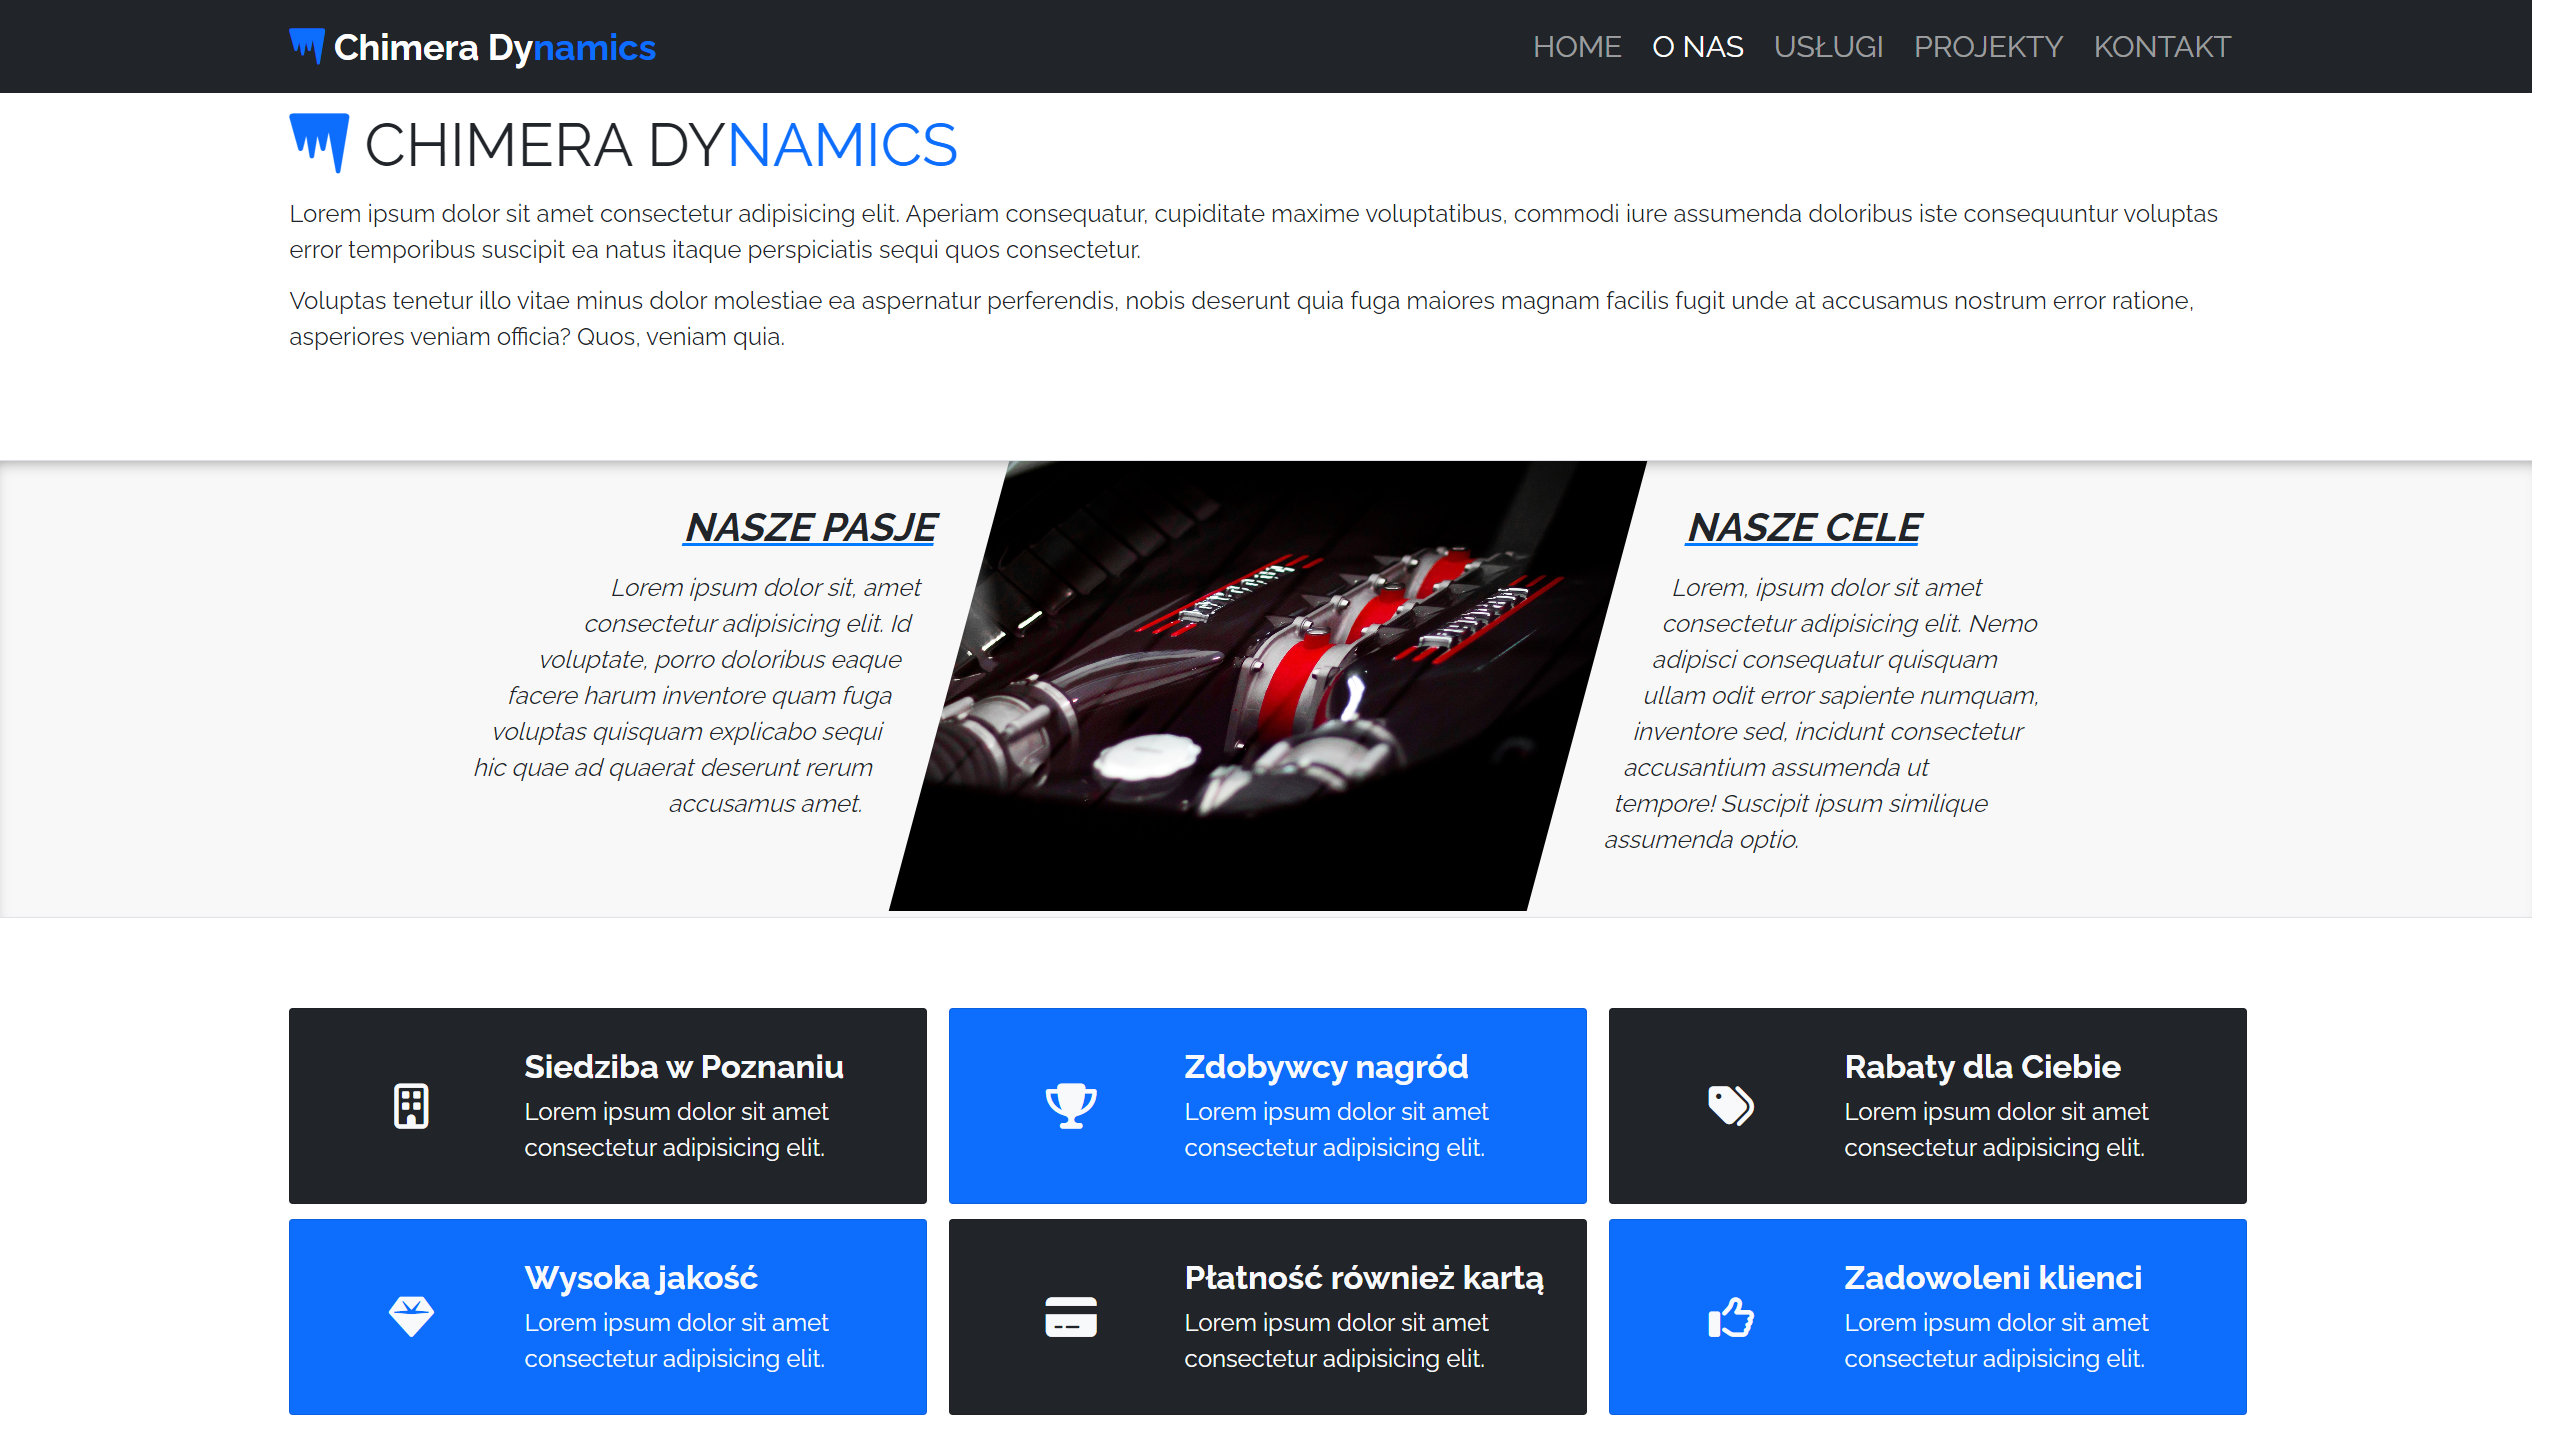 Chimera Dynamics
HOME O NAS USŁUGI PROJEKTY KONTAKT
CHIMERA DYNAMICS
Lorem ipsum dolor sit amet consectetur adipisicing elit. Aperiam consequatur, cupiditate maxime voluptatibus, commodi iure assumenda doloribus iste consequuntur voluptas
error temporibus suscipit ea natus itaque perspiciatis sequi quos consectetur.
Voluptas tenetur illo vitae minus dolor molestiae ea aspernatur perferendis, nobis deserunt quia fuga maiores magnam facilis fugit unde at accusamus nostrum error ratione,
asperiores veniam officia? Quos, veniam quia.
NASZE PASJE
Lorem ipsum dolor sit, amet
consectetur adipisicing elit. Id
voluptate, porro doloribus eaque
facere harum inventore quam fuga
voluptas quisquam explicabo sequi
hic quae ad quaerat deserunt rerum
accusamus amet.
NASZE CELE
Lorem, ipsum dolor sit amet
consectetur adipisicing elit. Nemo
adipisci consequatur quisquam
ullam odit error sapiente numquam,
inventore sed, incidunt consectetur
accusantium assumenda ut
tempore! Suscipit ipsum similique
assumenda optio.
Siedziba w Poznaniu
Lorem ipsum dolor sit amet
consectetur adipisicing elit.
Zdobywcy nagród
Lorem ipsum dolor sit amet
consectetur adipisicing elit.
Rabaty dla Ciebie
Lorem ipsum dolor sit amet
consectetur adipisicing elit.
Wysoka jakość
Lorem ipsum dolor sit amet
consectetur adipisicing elit.
Płatność również kartą
Lorem ipsum dolor sit amet
consectetur adipisicing elit.
Zadowoleni klienci
Lorem ipsum dolor sit amet
consectetur adipisicing elit.